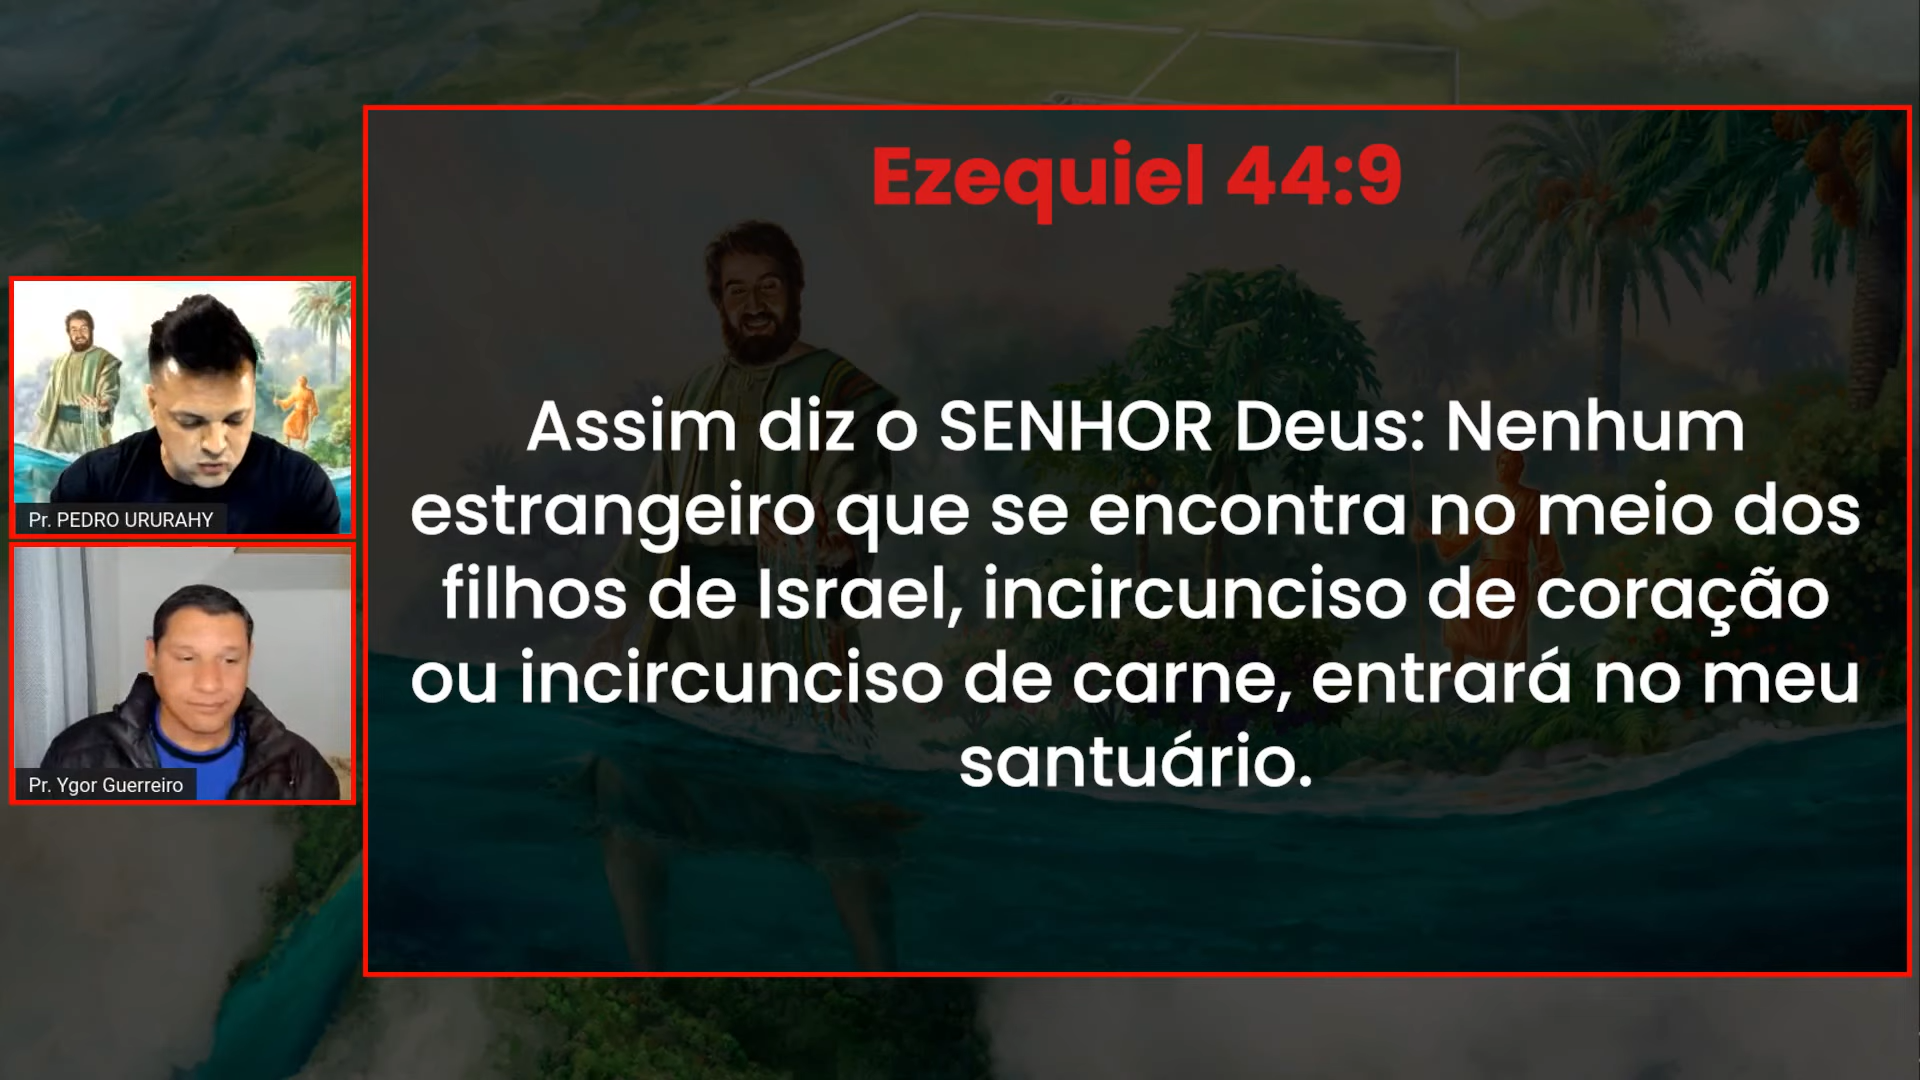 Ezequiel 44:9
Assim diz o SENHOR Deus: Nenhum
estrangeiro que se encontra no meio dos
filhos de Israel, incircunciso de coração
ou incircunciso de carne, entrará no meu
santuário.
Pr. PEDRO URURAHY
Pr. Ygor Guerreiro